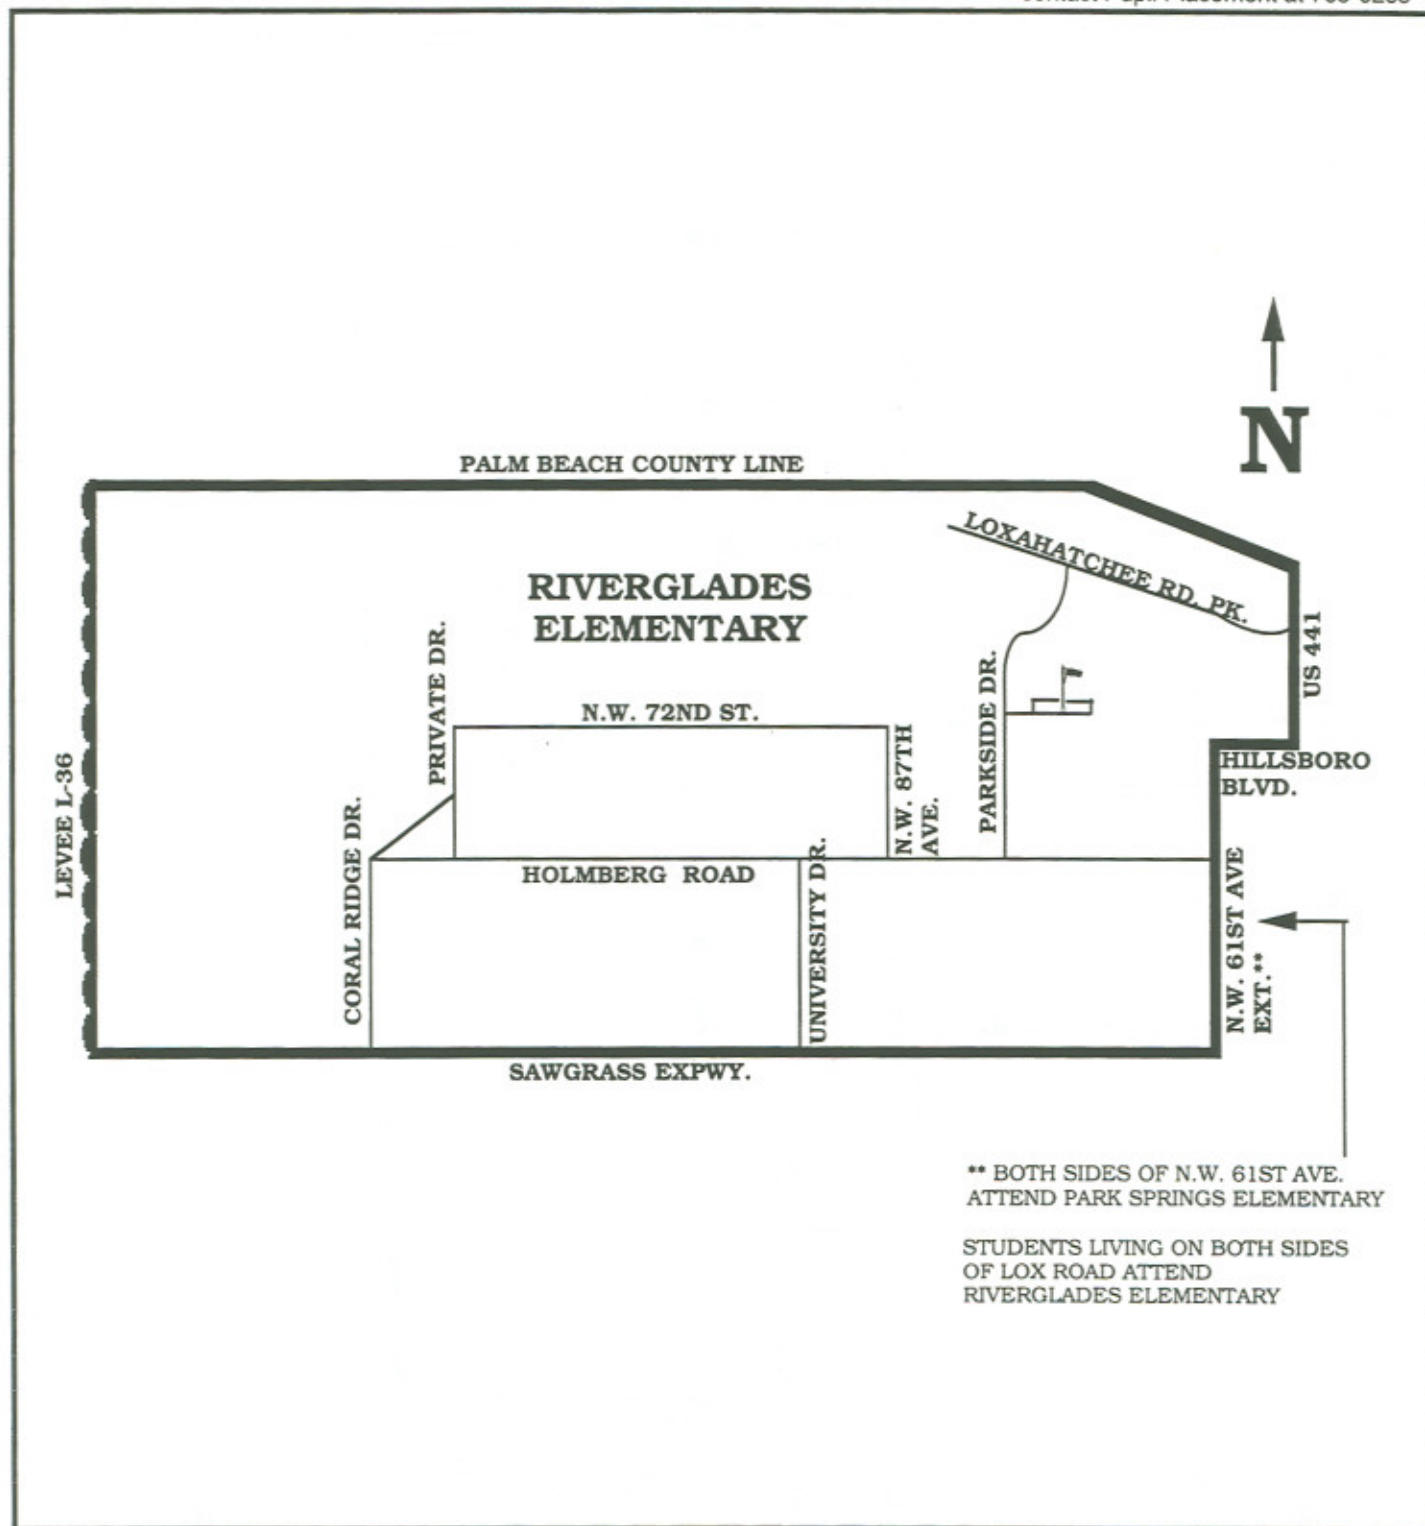 N
PALM BEACH COUNTY LINE
LOXAHATCHEE RD. PK.
RIVERGLADES
ELEMENTARY
US 441
PRIVATE DR.
PARKSIDE DR.
N.W. 72ND ST.
N.W. 87TH
AVE.
HILLSBORO
BLVD.
LEVEE L-36
CORAL RIDGE DR.
HOLMBERG ROAD
UNIVERSITY DR.
N.W. 61ST AVE
EXT.**
SAWGRASS EXPWY.
** BOTH SIDES OF N.W. 61ST AVE.
ATTEND PARK SPRINGS ELEMENTARY
STUDENTS LIVING ON BOTH SIDES
OF LOX ROAD ATTEND
RIVERGLADES ELEMENTARY